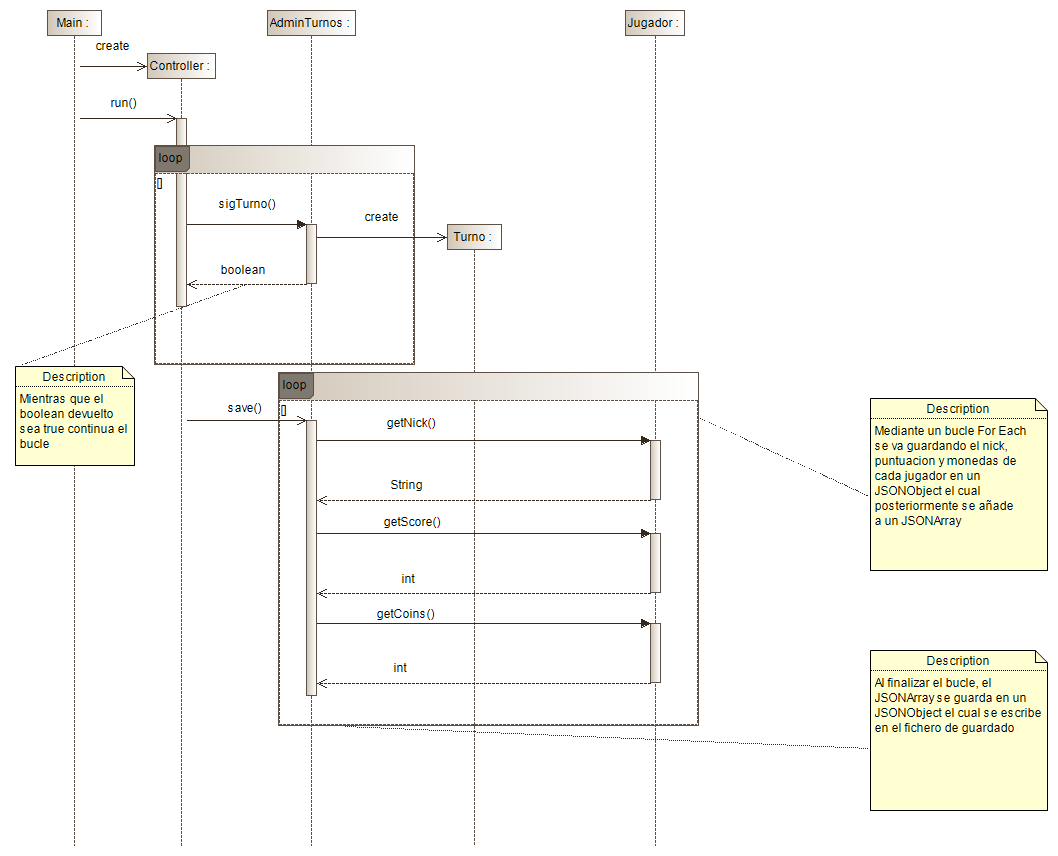 Main :
AdminTurnos :
Jugador :
create
Controller :
run()
loop
[]
sigTurno()
create
Turno :
boolean
Description
Mientras que el
boolean devuelto
sea true continua el
bucle
loop
[]
save()
getNick()
String
getScore()
int
getCoins()
int
Description
Mediante un bucle For Each
se va guardando el nick,
puntuacion y monedas de
cada jugador en un
JSONObject el cual
posteriormente se añade
a un JSONArray
Description
Al finalizar el bucle, el
JSONArray se guarda en un
JSONObject el cual se escribe
en el fichero de guardado